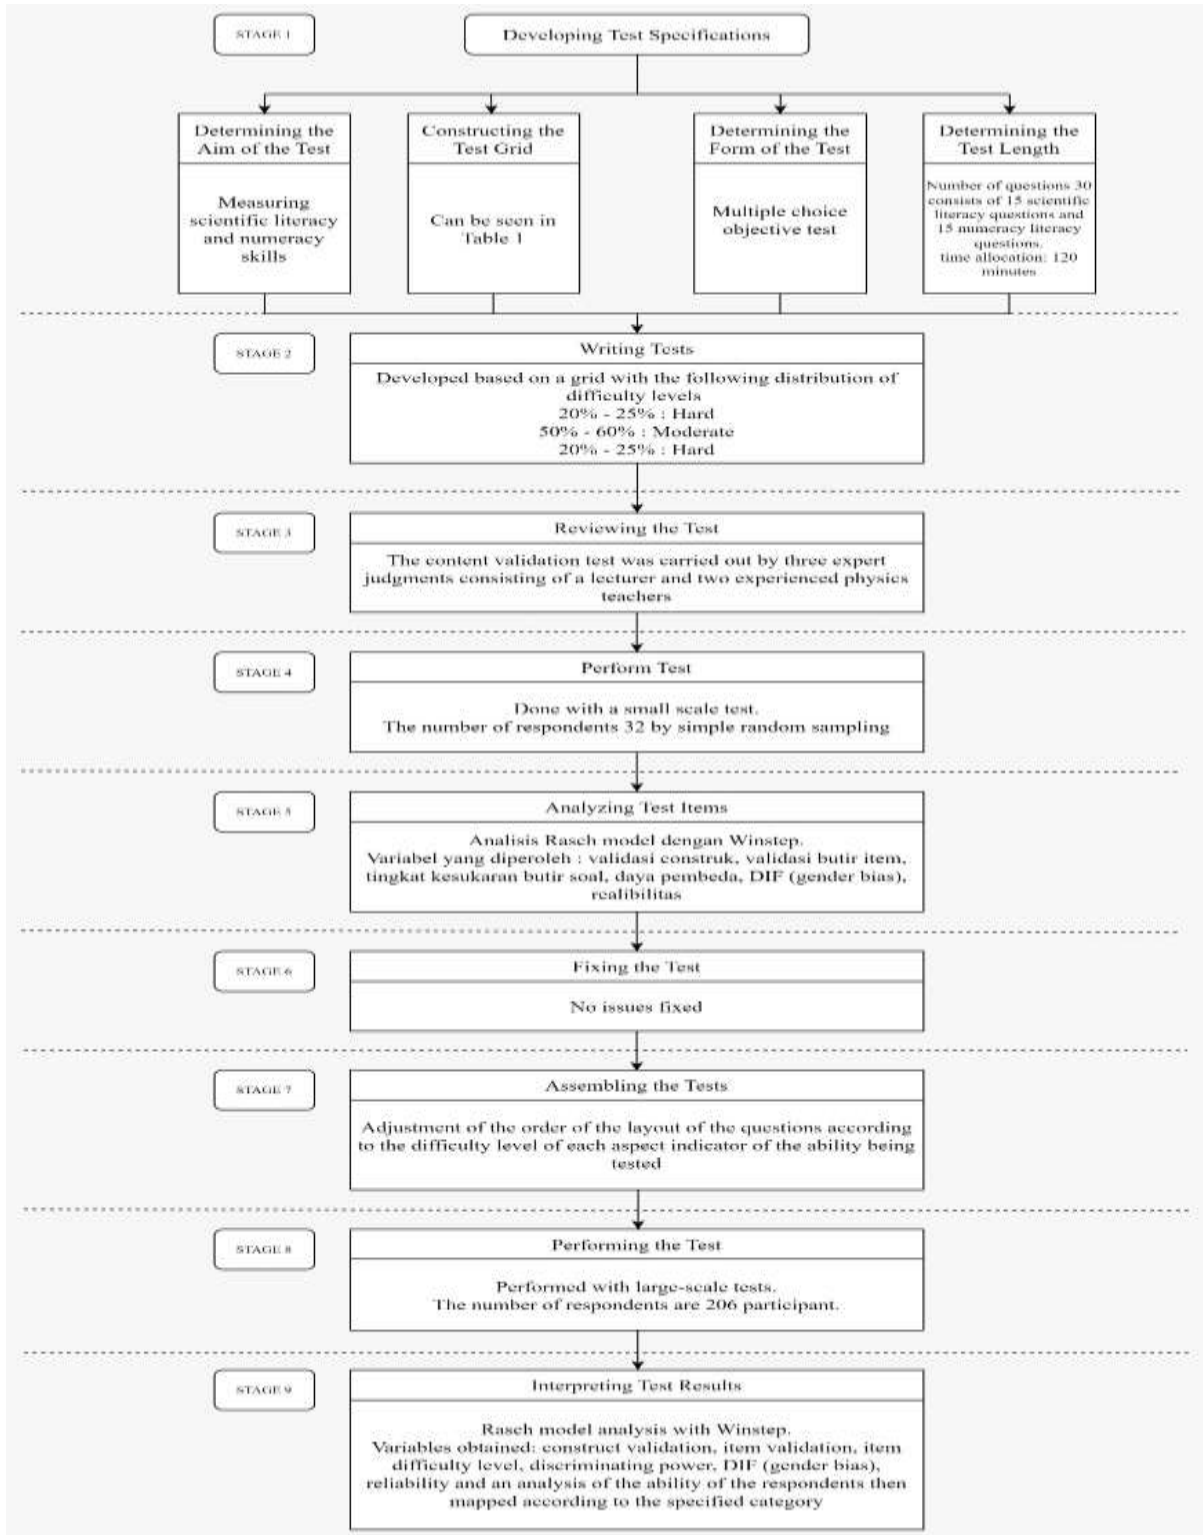 STAGE 1
Developing Test Specifications
Determining the
Aim of the Test
Measuring
scientific literacy
and numeracy
skills
Constructing the
Test Grid
Can be seen in
Table 1
Determining the
Form of the Test
Multiple choice
objective test
Determining the
Test Length
Number of questions 30
consists of 15 scientific
literacy questions and
15 numeracy literacy
questions.
time allocation: 120
minutes
STAGE 2
Writing Tests
Developed based on a grid with the following distribution of
difficulty levels
20% - 25% : Hard
50% - 60% : Moderate
20% - 25% : Hard
STAGE 3
Reviewing the Test
The content validation test was carried out by three expert
judgments consisting of a lecturer and two experienced physics
teachers
STAGE 4
Perform Test
Done with a small scale test.
The number of respondents 32 by simple random sampling
STAGE 5
Analyzing Test Items
Analisis Rasch model dengan Winstep.
Variabel yang diperoleh : validasi construk, validasi butir item,
tingkat kesukaran butir soal, daya pembeda, DIF (gender bias),
realibilitas
STAGE 6
Fixing the Test
No issues fixed
STAGE 7
Assembling the Tests
Adjustment of the order of the layout of the questions according
to the difficulty level of each aspect indicator of the ability being
tested
STAGE 8
Performing the Test
Performed with large-scale tests.
The number of respondents are 206 participant.
STAGE 9
Interpreting Test Results
Rasch model analysis with Winstep.
Variables obtained: construct validation, item validation, item
difficulty level, discriminating power, DIF (gender bias),
reliability and an analysis of the ability of the respondents then
mapped according to the specified category